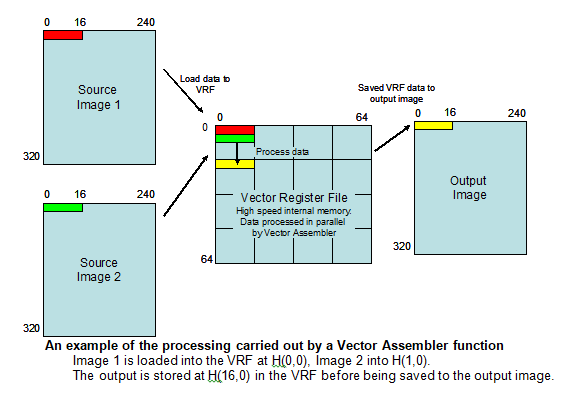 0 16 240
Source
Image 1
320
0 16 240
Source
Image 2
320
Load data to
VRF
0 64
0
Process data
Vector Register File
High speed internal memory.
Data processed in parallel
by Vector Assembler
64
Saved VRF data to
output image
0 16 240
Output
Image
320
An example of the processing carried out by a Vector Assembler function
Image 1 is loaded into the VRF at H(0,0), Image 2 into H(1,0).
The output is stored at H(16,0) in the VRF before being saved to the output image.